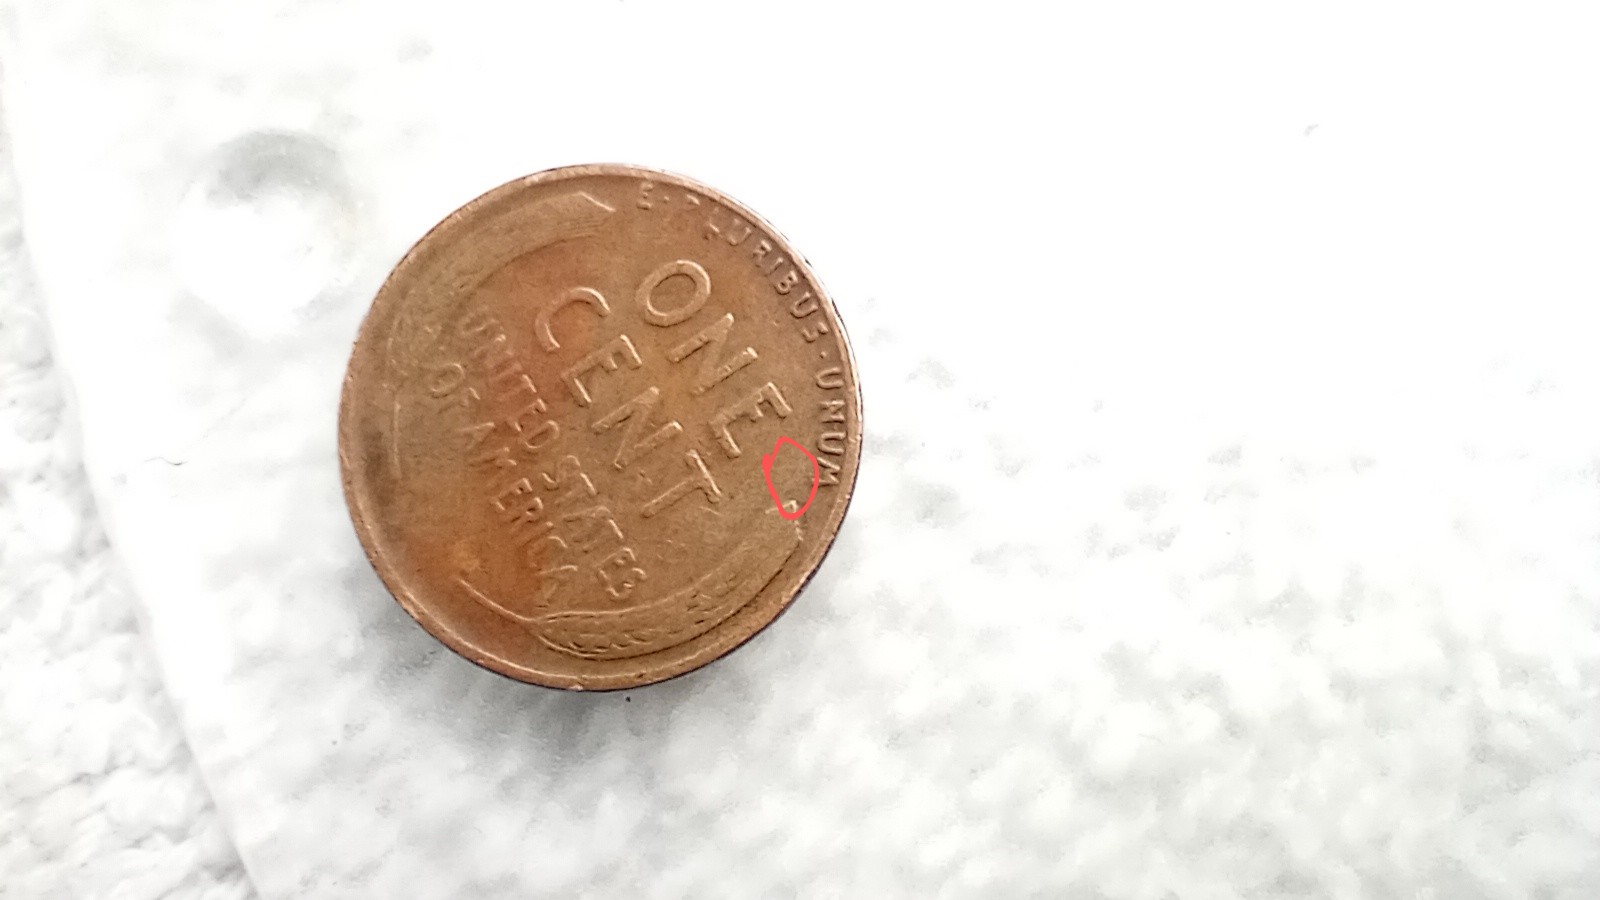 E · PLURIBUS · UNUM
ONE
CENT
UNITED STATES
OF AMERICA